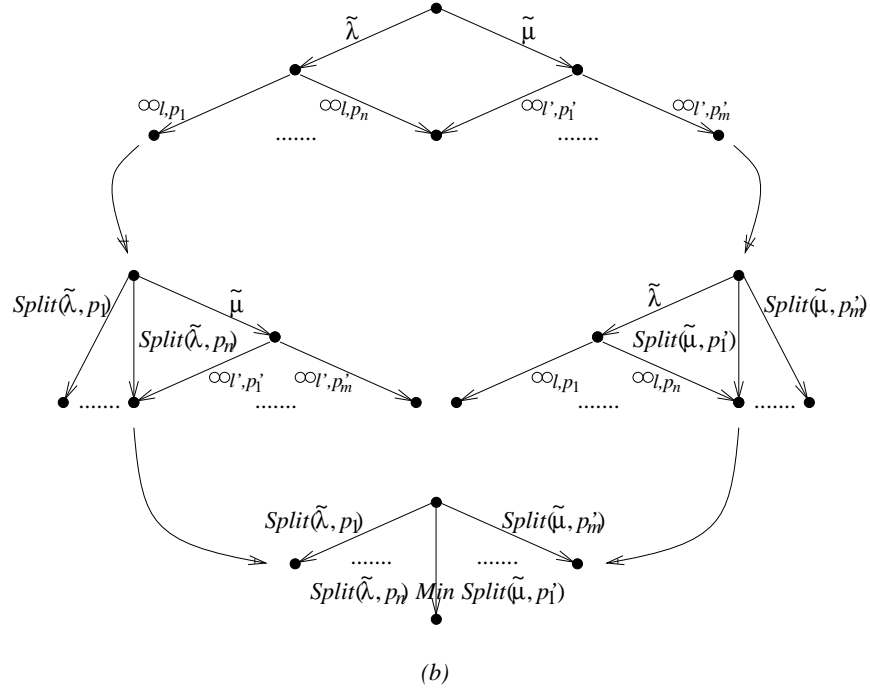 λ̃ μ̃
∞l,p1 ∞l,pn ∞l',p1' ∞l',pm'
....... .......
Split(λ̃, p1) μ̃ λ̃ Split(μ̃, pm')
Split(λ̃, pn) Split(μ̃, p1')
∞l',p1' ∞l',pm' ∞l,p1 ∞l,pn
....... ....... ....... .......
Split(λ̃, p1) Split(μ̃, pm')
....... .......
Split(λ̃, pn) Min Split(μ̃, p1')
(b)